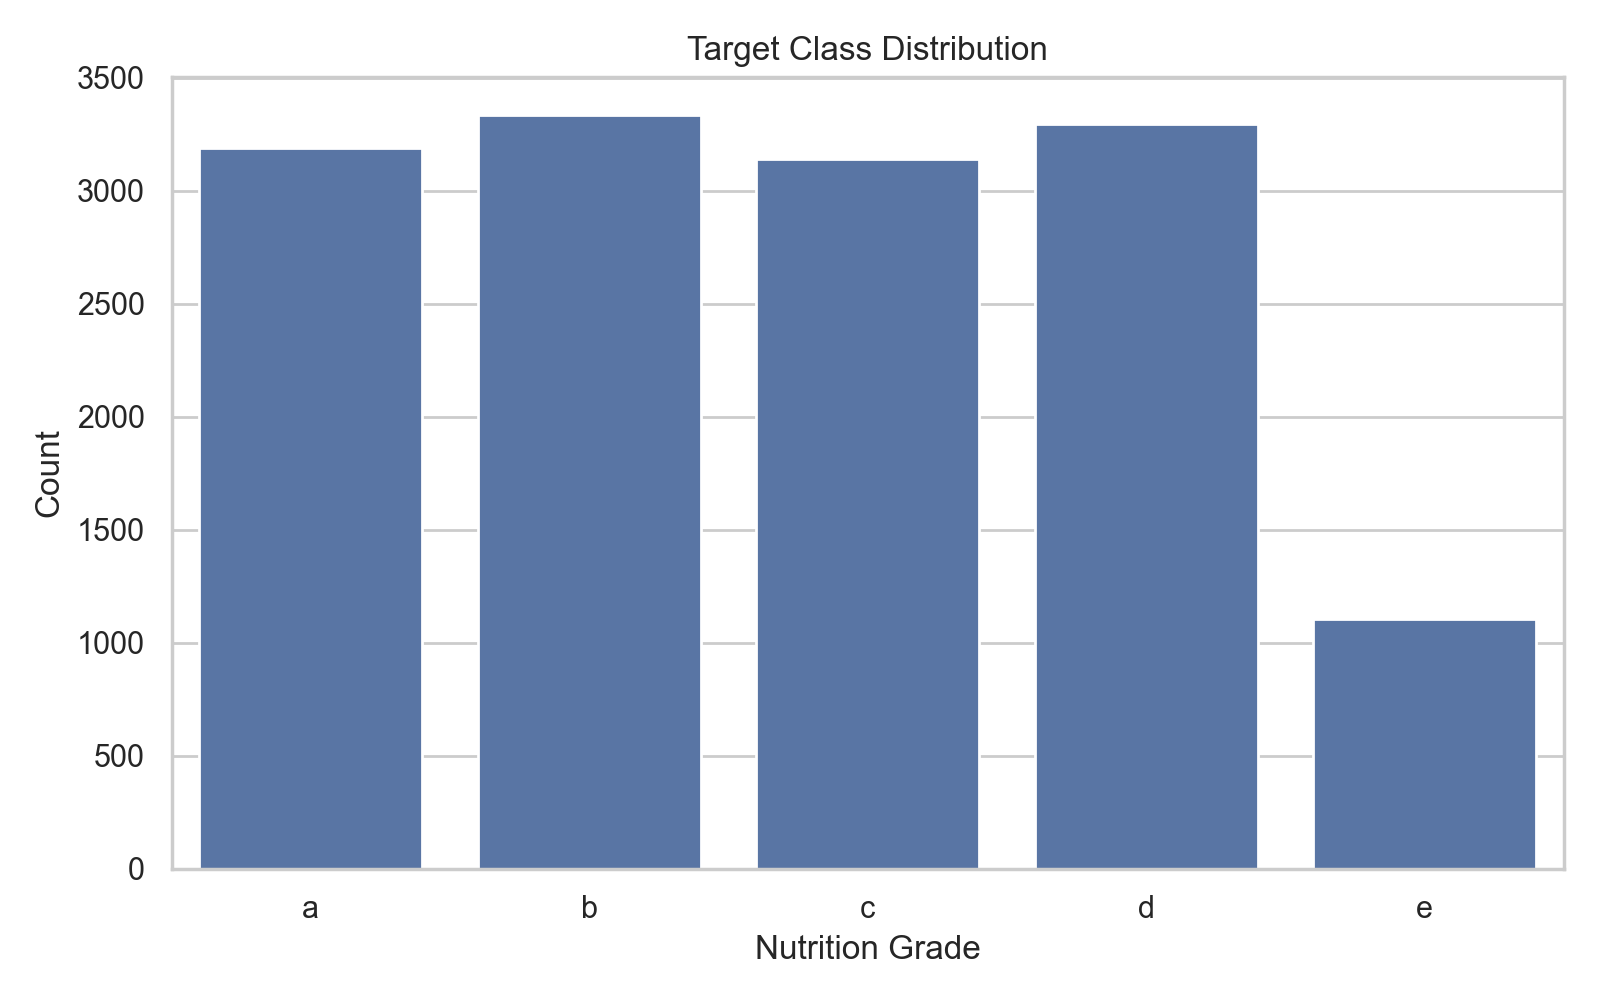 Target Class Distribution
3500
3000
2500
2000
1500
1000
500
0
Count
a b c d e
Nutrition Grade